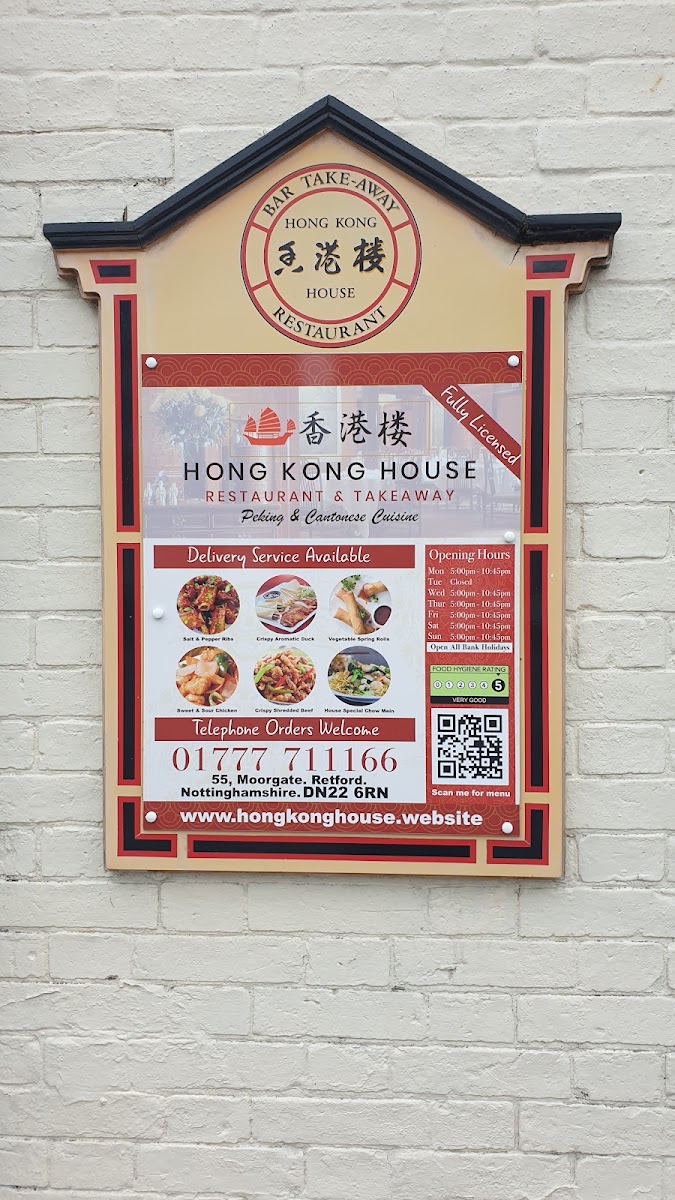 BAR TAKE-AWAY
HONG KONG
香港楼
HOUSE
RESTAURANT
Fully Licensed
香港楼
HONG KONG HOUSE
RESTAURANT & TAKEAWAY
Peking & Cantonese Cuisine
Delivery Service Available
Salt & Pepper Ribs
Crispy Aromatic Duck
Vegetable Spring Rolls
Sweet & Sour Chicken
Crispy Shredded Beef
House Special Chow Mein
Telephone Orders Welcome
01777 711166
55, Moorgate. Retford.
Nottinghamshire. DN22 6RN
Opening Hours
Mon 5:00pm - 10:45pm
Tue Closed
Wed 5:00pm - 10:45pm
Thur 5:00pm - 10:45pm
Fri 5:00pm - 10:45pm
Sat 5:00pm - 10:45pm
Sun 5:00pm - 10:45pm
Open All Bank Holidays
FOOD HYGIENE RATING
0 1 2 3 4 5
VERY GOOD
Scan me for menu
www.hongkonghouse.website